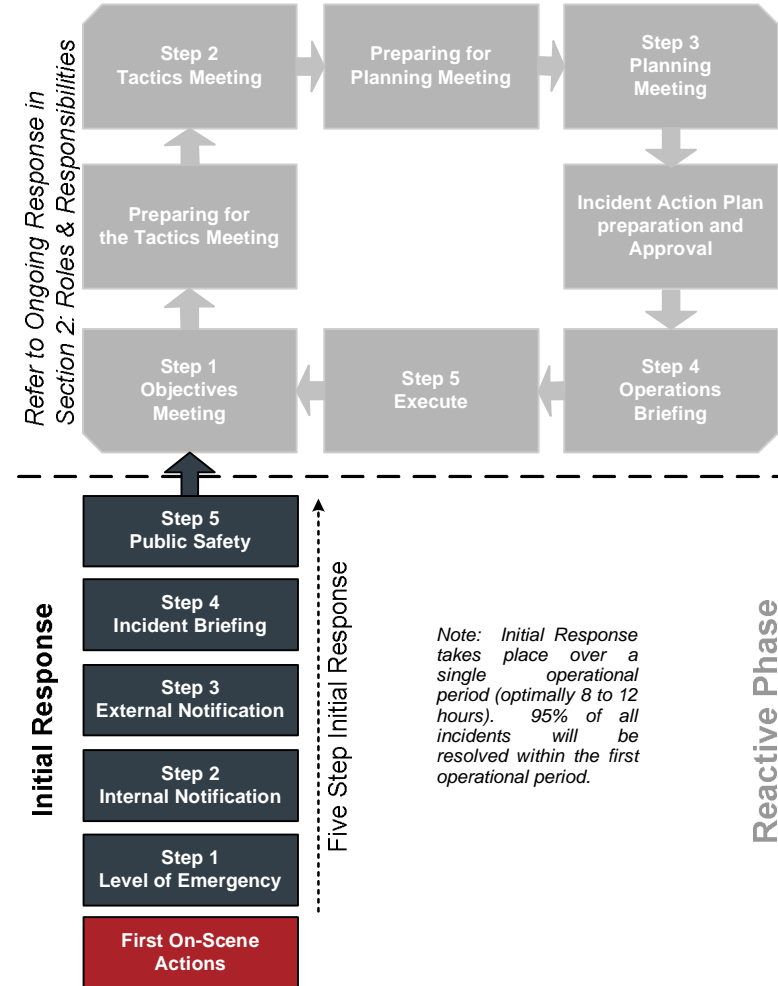 Refer to Ongoing Response in
Section 2: Roles & Responsibilities
Step 2
Tactics Meeting
Preparing for
Planning Meeting
Step 3
Planning
Meeting
Preparing for
the Tactics Meeting
Incident Action Plan
preparation and
Approval
Step 1
Objectives
Meeting
Step 5
Execute
Step 4
Operations
Briefing
Initial Response
Step 5
Public Safety
Step 4
Incident Briefing
Step 3
External Notification
Step 2
Internal Notification
Step 1
Level of Emergency
First On-Scene
Actions
Five Step Initial Response
Note: Initial Response
takes place over a
single operational
period (optimally 8 to 12
hours). 95% of all
incidents will be
resolved within the first
operational period.
Reactive Phase